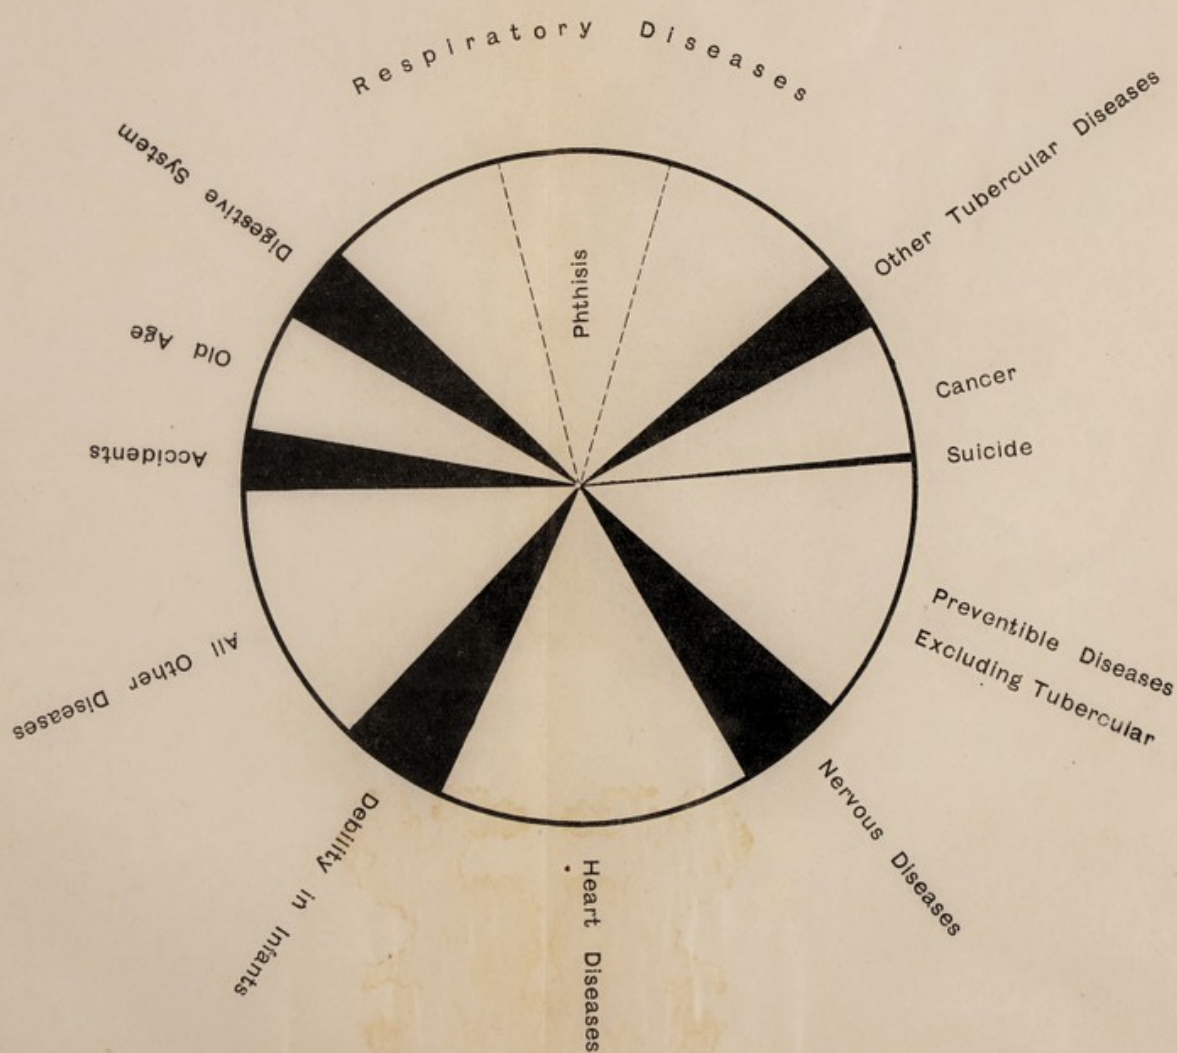 Respiratory Diseases
Phthisis
Other Tubercular Diseases
Cancer
Suicide
Preventible Diseases
Excluding Tubercular
Nervous Diseases
Heart Diseases
Debility in Infants
All Other Diseases
Accidents
Old Age
Digestive System